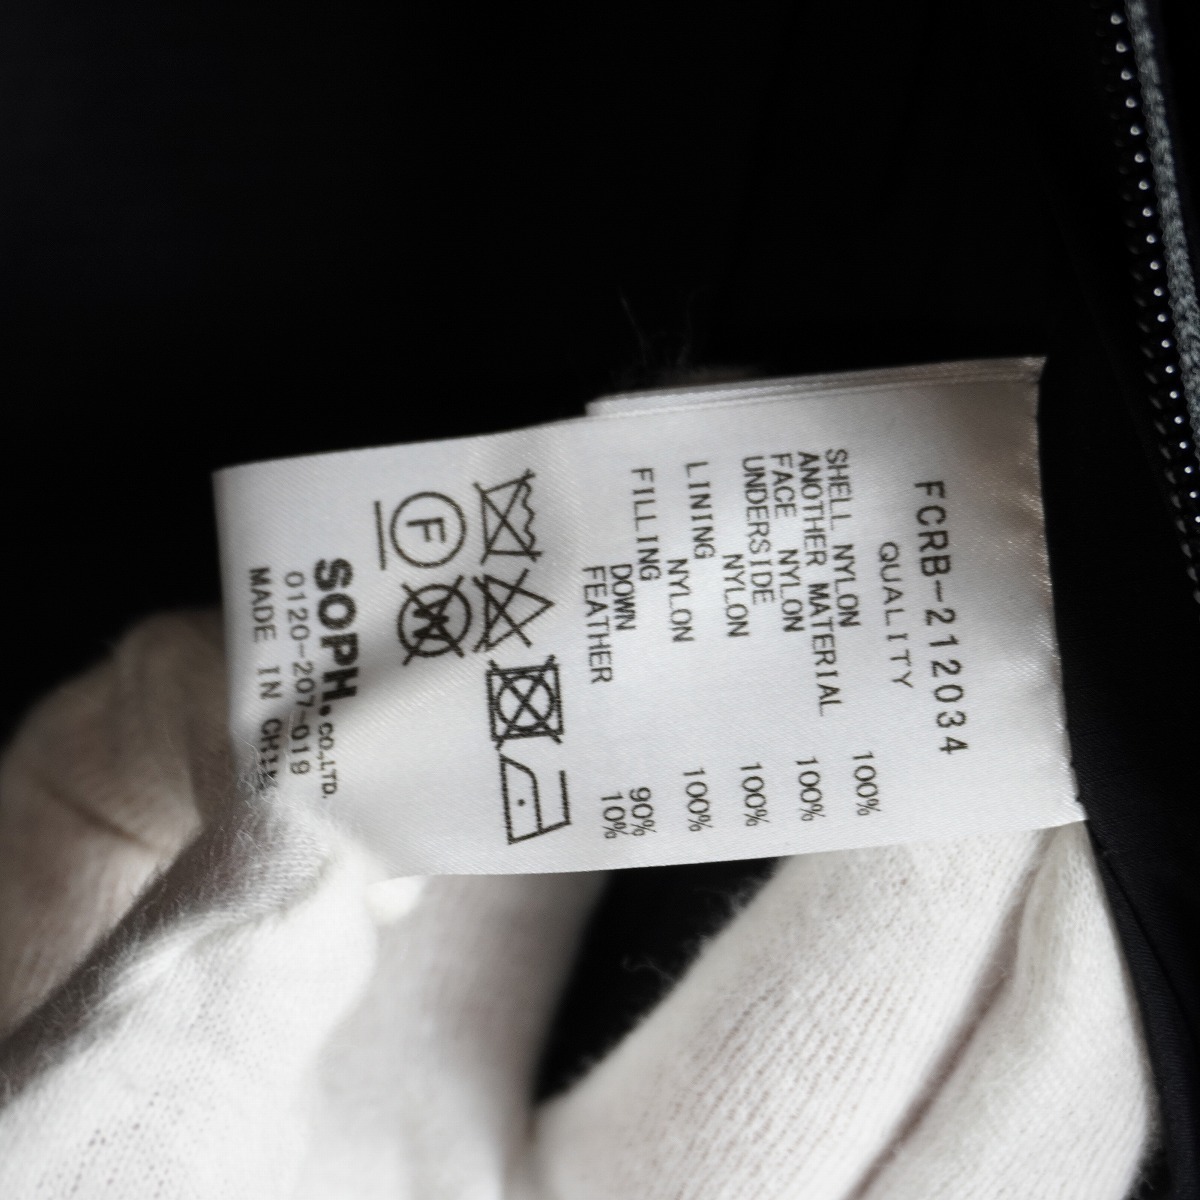 FCRB-212034
QUALITY
SHELL NYLON 100%
ANOTHER MATERIAL
FACE NYLON 100%
UNDERSIDE
NYLON 100%
LINING
NYLON 100%
FILLING
DOWN 90%
FEATHER 10%
F
W
SOPH.CO.,LTD.
0120-207-019
MADE IN